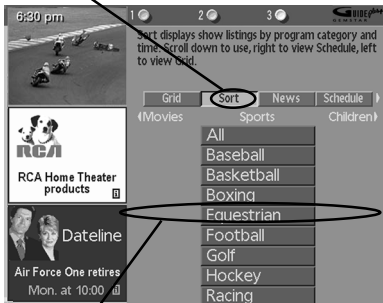 6:30 pm
1 2 3 GUIDE Plus+
GEMSTAR
Sort displays show listings by program category and
time. Scroll down to use, right to view Schedule, left
to view Grid.
Grid Sort News Schedule
Movies Sports Children
All
Baseball
Basketball
Boxing
Equestrian
Football
Golf
Hockey
Racing
RCA
RCA Home Theater
products
Dateline
Air Force One retires
Mon. at 10:00